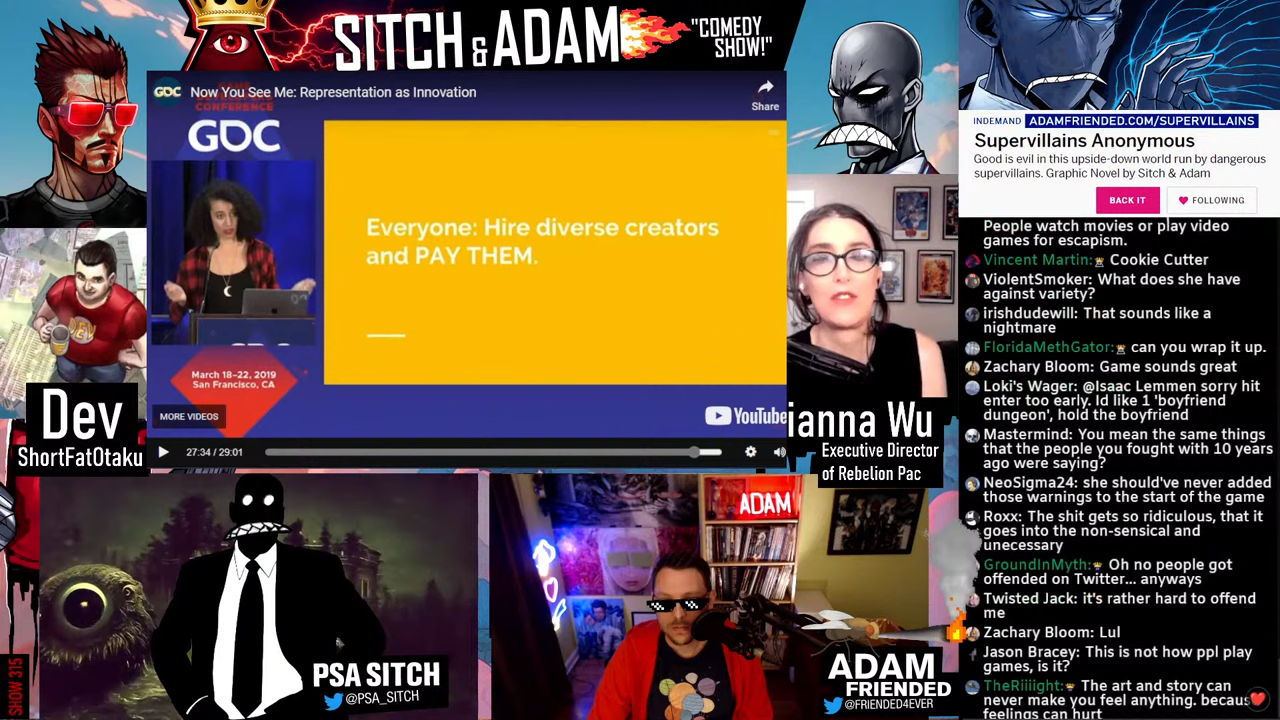 SITCH & ADAM
"COMEDY
SHOW!"
GDC
Now You See Me: Representation as Innovation
Share
CONFERENCE
GDC
Everyone: Hire diverse creators
and PAY THEM.
March 18-22, 2019
San Francisco, CA
MORE VIDEOS
YouTube
27:34 / 29:01
DEV
Dev
ShortFatOtaku
ianna Wu
Executive Director
of Rebelion Pac
SHOW 315
PSA SITCH
@PSA_SITCH
ADAM
ADAM
FRIENDED
@FRIENDED4EVER
INDEMAND
ADAMFRIENDED.COM/SUPERVILLAINS
Supervillains Anonymous
Good is evil in this upside-down world run by dangerous
supervillains. Graphic Novel by Sitch & Adam
BACK IT
FOLLOWING
People watch movies or play video
games for escapism.
Vincent Martin: Cookie Cutter
ViolentSmoker: What does she have
against variety?
irishdudewill: That sounds like a
nightmare
FloridaMethGator: can you wrap it up.
Zachary Bloom: Game sounds great
Loki's Wager: @Isaac Lemmen sorry hit
enter too early. Id like 1 'boyfriend
dungeon', hold the boyfriend
Mastermind: You mean the same things
that the people you fought with 10 years
ago were saying?
NeoSigma24: she should've never added
those warnings to the start of the game
Roxx: The shit gets so ridiculous, that it
goes into the non-sensical and
unecessary
GroundInMyth: Oh no people got
offended on Twitter... anyways
Twisted Jack: it's rather hard to offend
me
Zachary Bloom: Lul
Jason Bracey: This is not how ppl play
games, is it?
TheRiiiight: The art and story can
never make you feel anything. becau
feelings can hurt